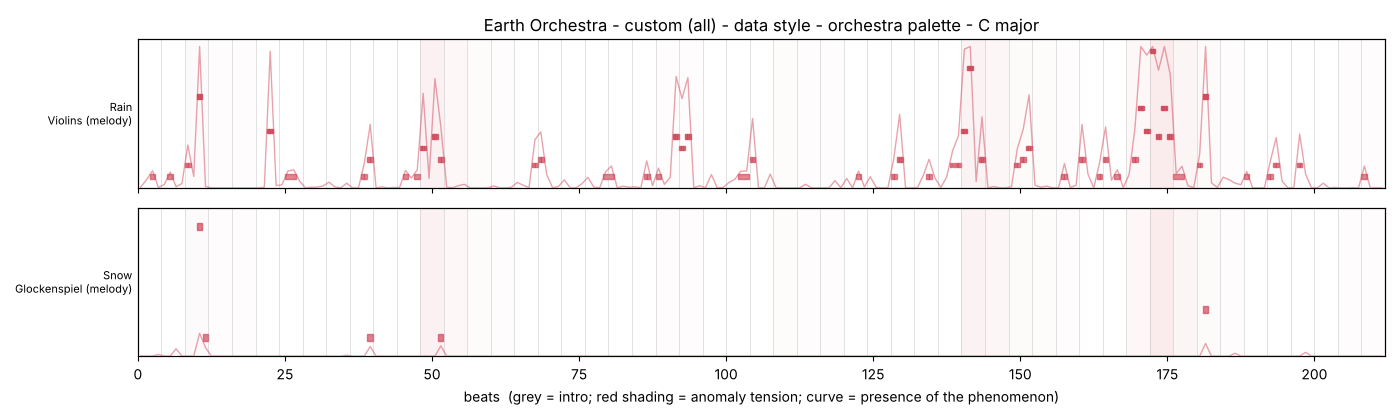 Earth Orchestra - custom (all) - data style - orchestra palette - C major
Rain
Violins (melody)
Snow
Glockenspiel (melody)
0 25 50 75 100 125 150 175 200
beats  (grey = intro; red shading = anomaly tension; curve = presence of the phenomenon)